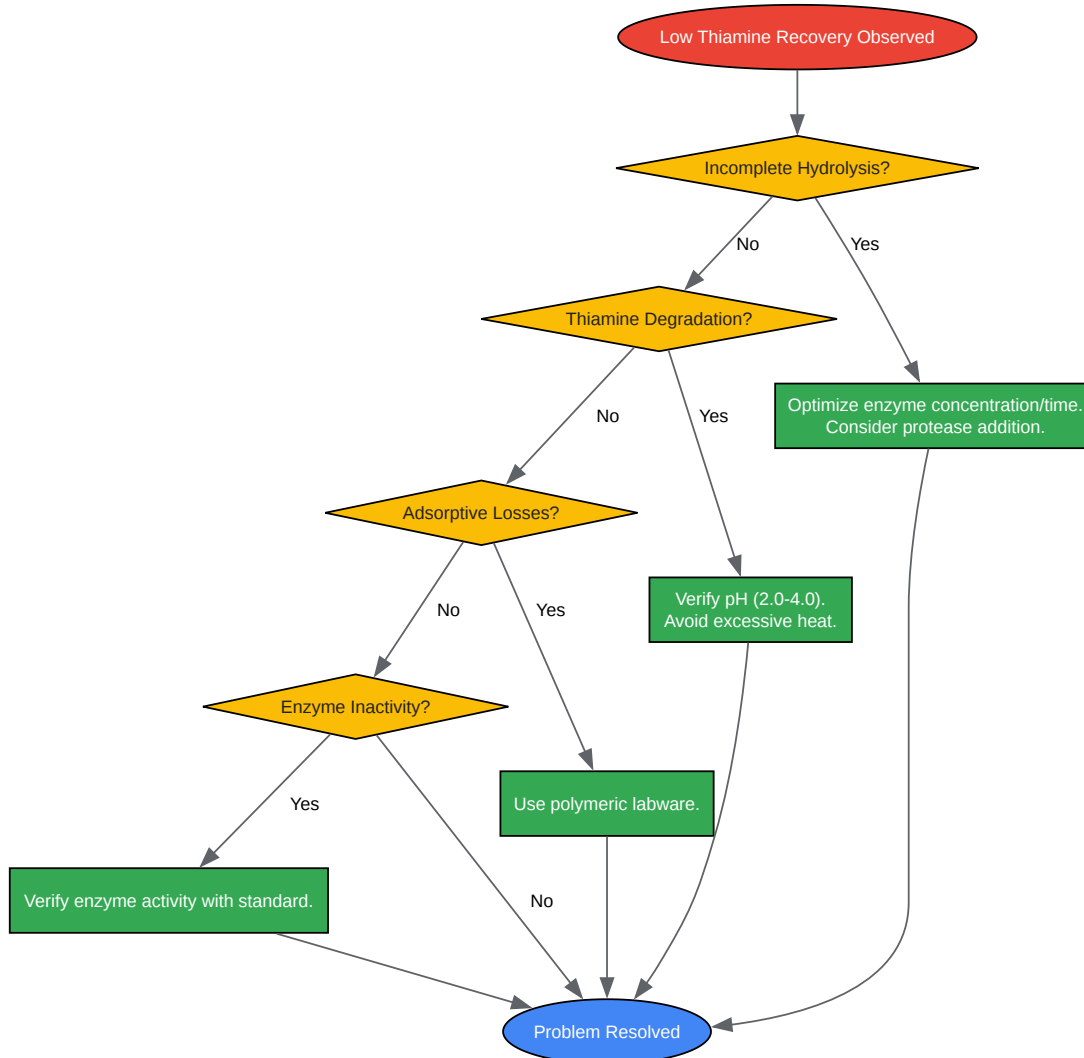 Low Thiamine Recovery Observed
Incomplete Hydrolysis?
No
Yes
Thiamine Degradation?
Optimize enzyme concentration/time.
Consider protease addition.
No
Yes
Adsorptive Losses?
Verify pH (2.0-4.0).
Avoid excessive heat.
No
Yes
Enzyme Inactivity?
Yes
Use polymeric labware.
Verify enzyme activity with standard.
No
Problem Resolved